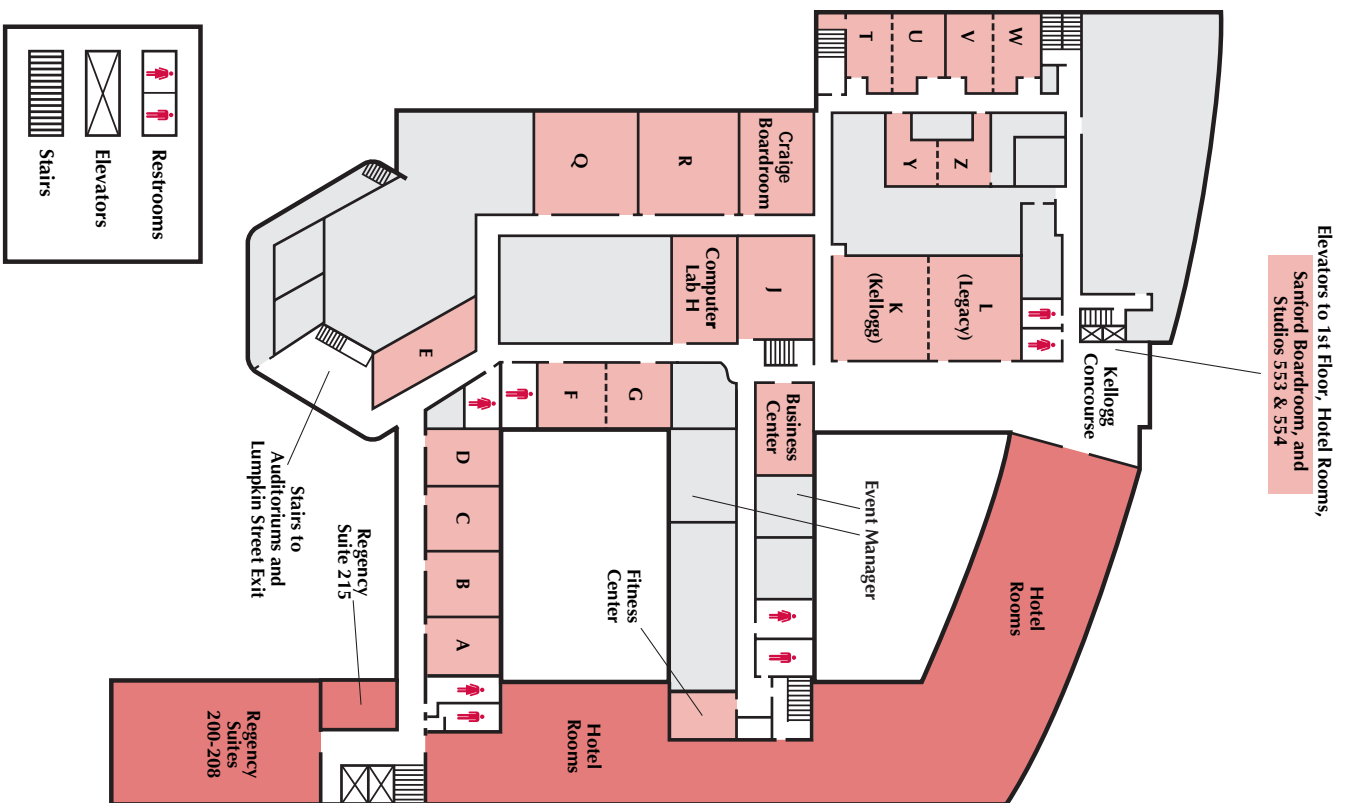 Elevators to 1st Floor, Hotel Rooms,
Sanford Boardroom, and
Studios 553 & 554
W
V
U
T
Z
Y
Craige
Boardroom
R
Q
L
(Legacy)
K
(Kellogg)
J
Computer
Lab H
E
Kellogg
Concourse
Business
Center
G
F
D
C
B
A
Event Manager
Fitness
Center
Hotel
Rooms
Hotel
Rooms
Stairs to
Auditoriums and
Lumpkin Street Exit
Regency
Suite 215
Regency
Suites
200-208
Restrooms
Elevators
Stairs